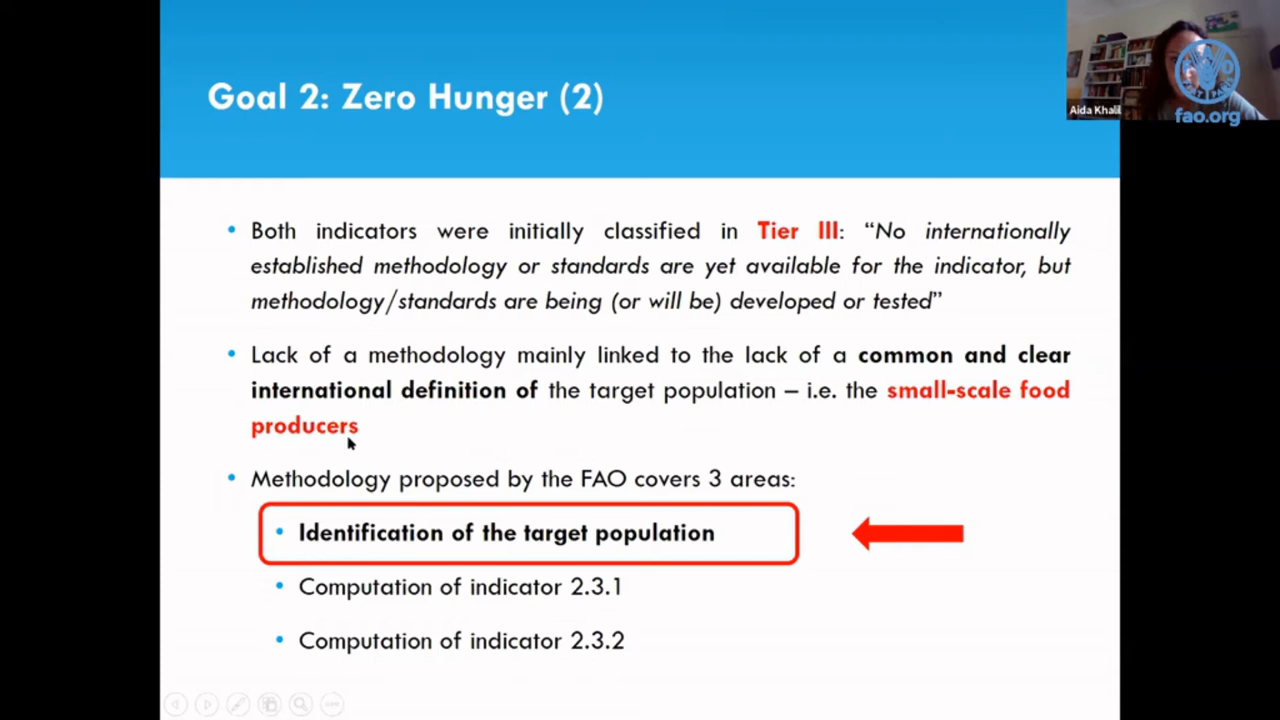 Goal 2: Zero Hunger (2)
Aida Khalil
fao.org
• Both indicators were initially classified in Tier III: “No internationally
established methodology or standards are yet available for the indicator, but
methodology/standards are being (or will be) developed or tested”
• Lack of a methodology mainly linked to the lack of a common and clear
international definition of the target population – i.e. the small-scale food
producers
• Methodology proposed by the FAO covers 3 areas:
• Identification of the target population
• Computation of indicator 2.3.1
• Computation of indicator 2.3.2